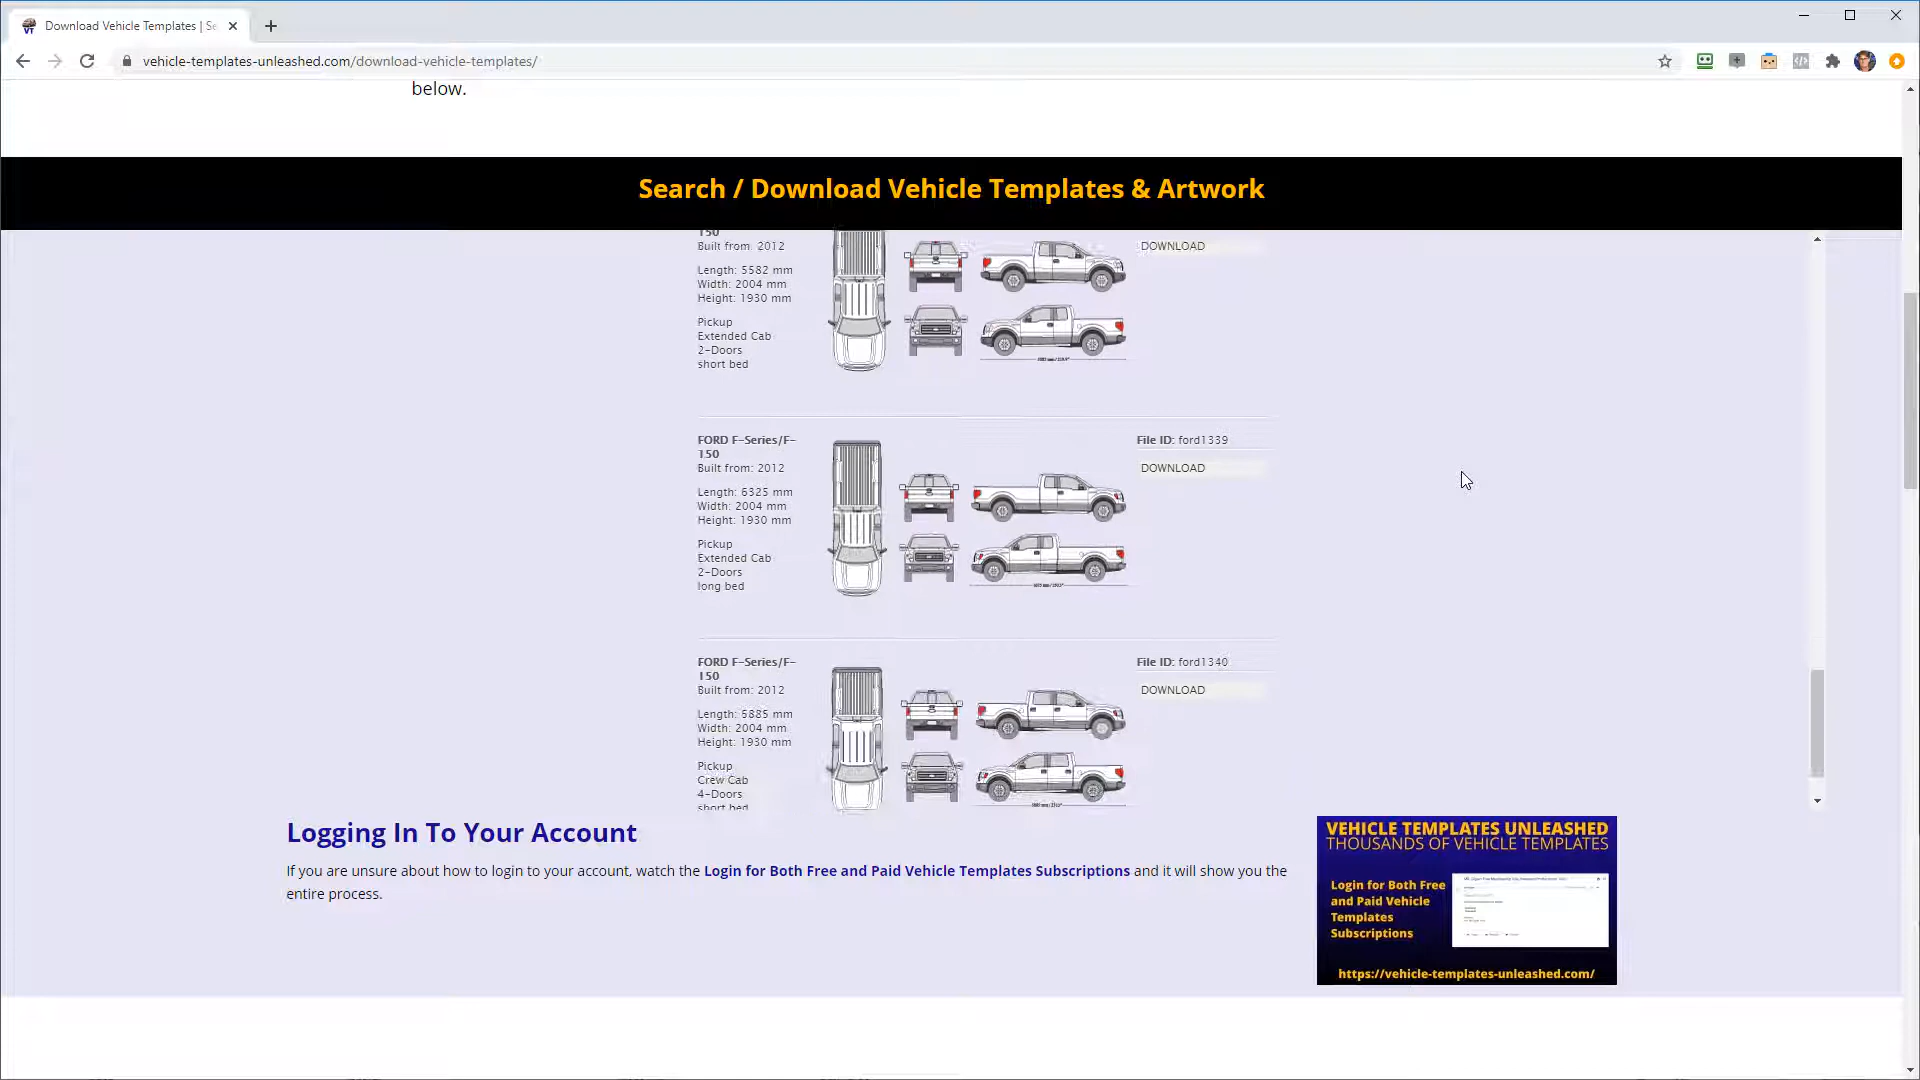 Download Vehicle Templates | Se
vehicle-templates-unleashed.com/download-vehicle-templates/
below.
Search / Download Vehicle Templates & Artwork
150
Built from: 2012
DOWNLOAD
Length: 5582 mm
Width: 2004 mm
Height: 1930 mm
Pickup
Extended Cab
2-Doors
short bed
FORD F-Series/F-
150
Built from: 2012
File ID: ford1339
DOWNLOAD
Length: 6325 mm
Width: 2004 mm
Height: 1930 mm
Pickup
Extended Cab
2-Doors
long bed
FORD F-Series/F-
150
Built from: 2012
File ID: ford1340
DOWNLOAD
Length: 5885 mm
Width: 2004 mm
Height: 1930 mm
Pickup
Crew Cab
4-Doors
short bed
Logging In To Your Account
If you are unsure about how to login to your account, watch the Login for Both Free and Paid Vehicle Templates Subscriptions and it will show you the
entire process.
VEHICLE TEMPLATES UNLEASHED
THOUSANDS OF VEHICLE TEMPLATES
Login for Both Free
and Paid Vehicle
Templates
Subscriptions
https://vehicle-templates-unleashed.com/